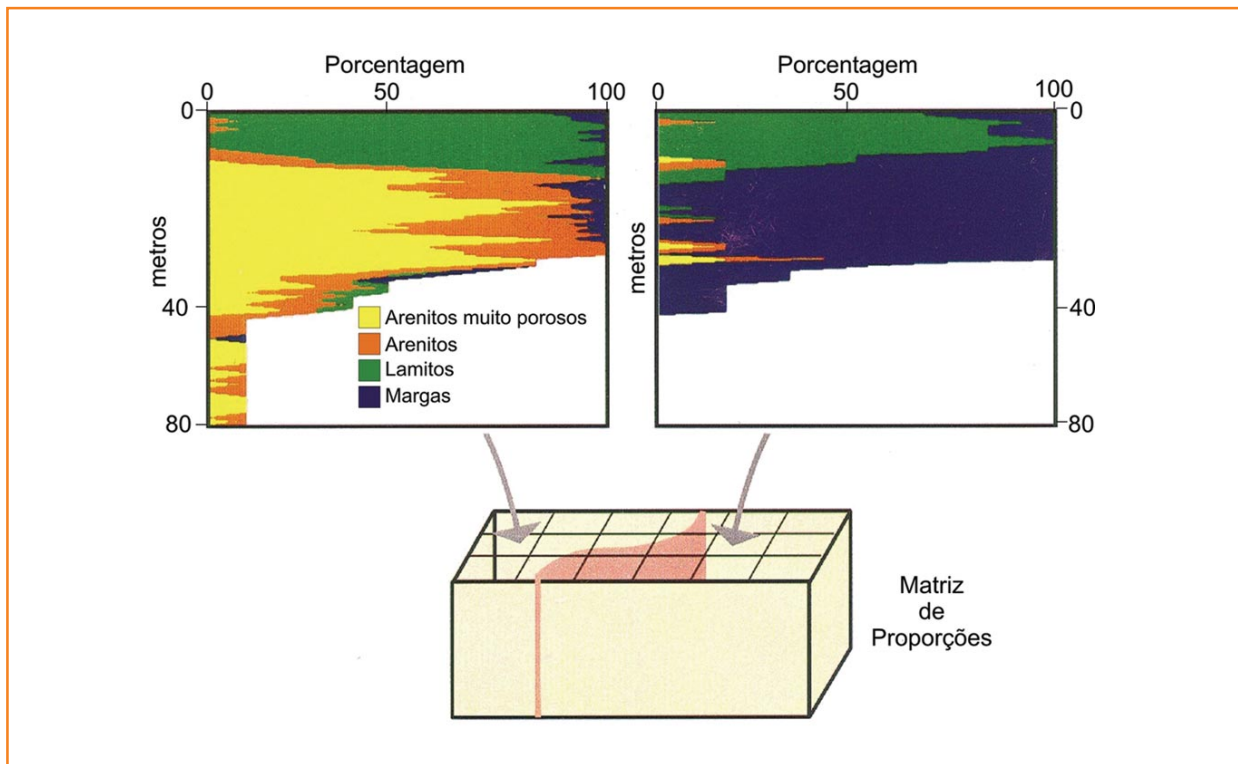 Porcentagem
0 50 100
metros
0
40
80
Arenitos muito porosos
Arenitos
Lamitos
Margas
Porcentagem
0 50 100
metros
0
40
80
Matriz
de
Proporções